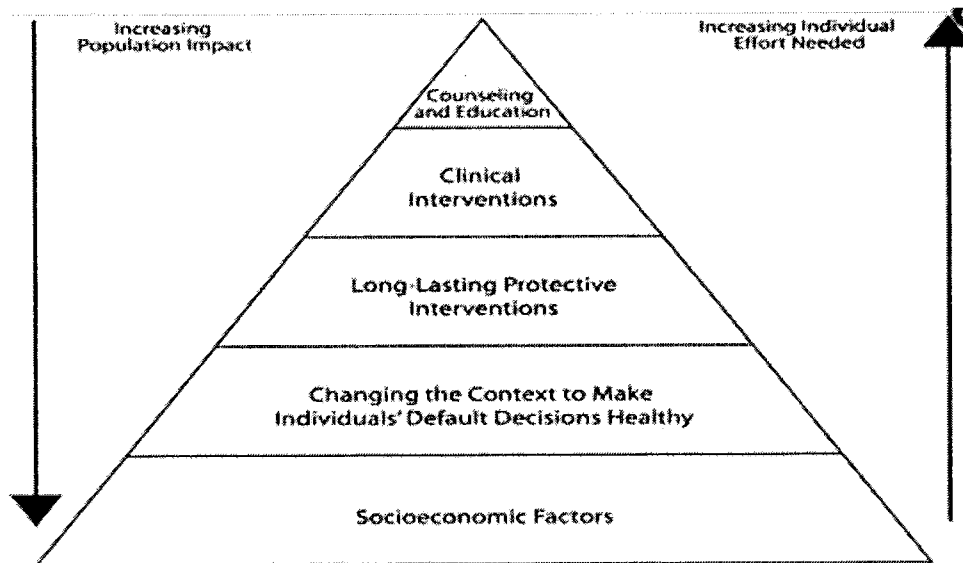 Increasing
Population Impact
Increasing Individual
Effort Needed
Counseling
and Education
Clinical
Interventions
Long-Lasting Protective
Interventions
Changing the Context to Make
Individuals' Default Decisions Healthy
Socioeconomic Factors